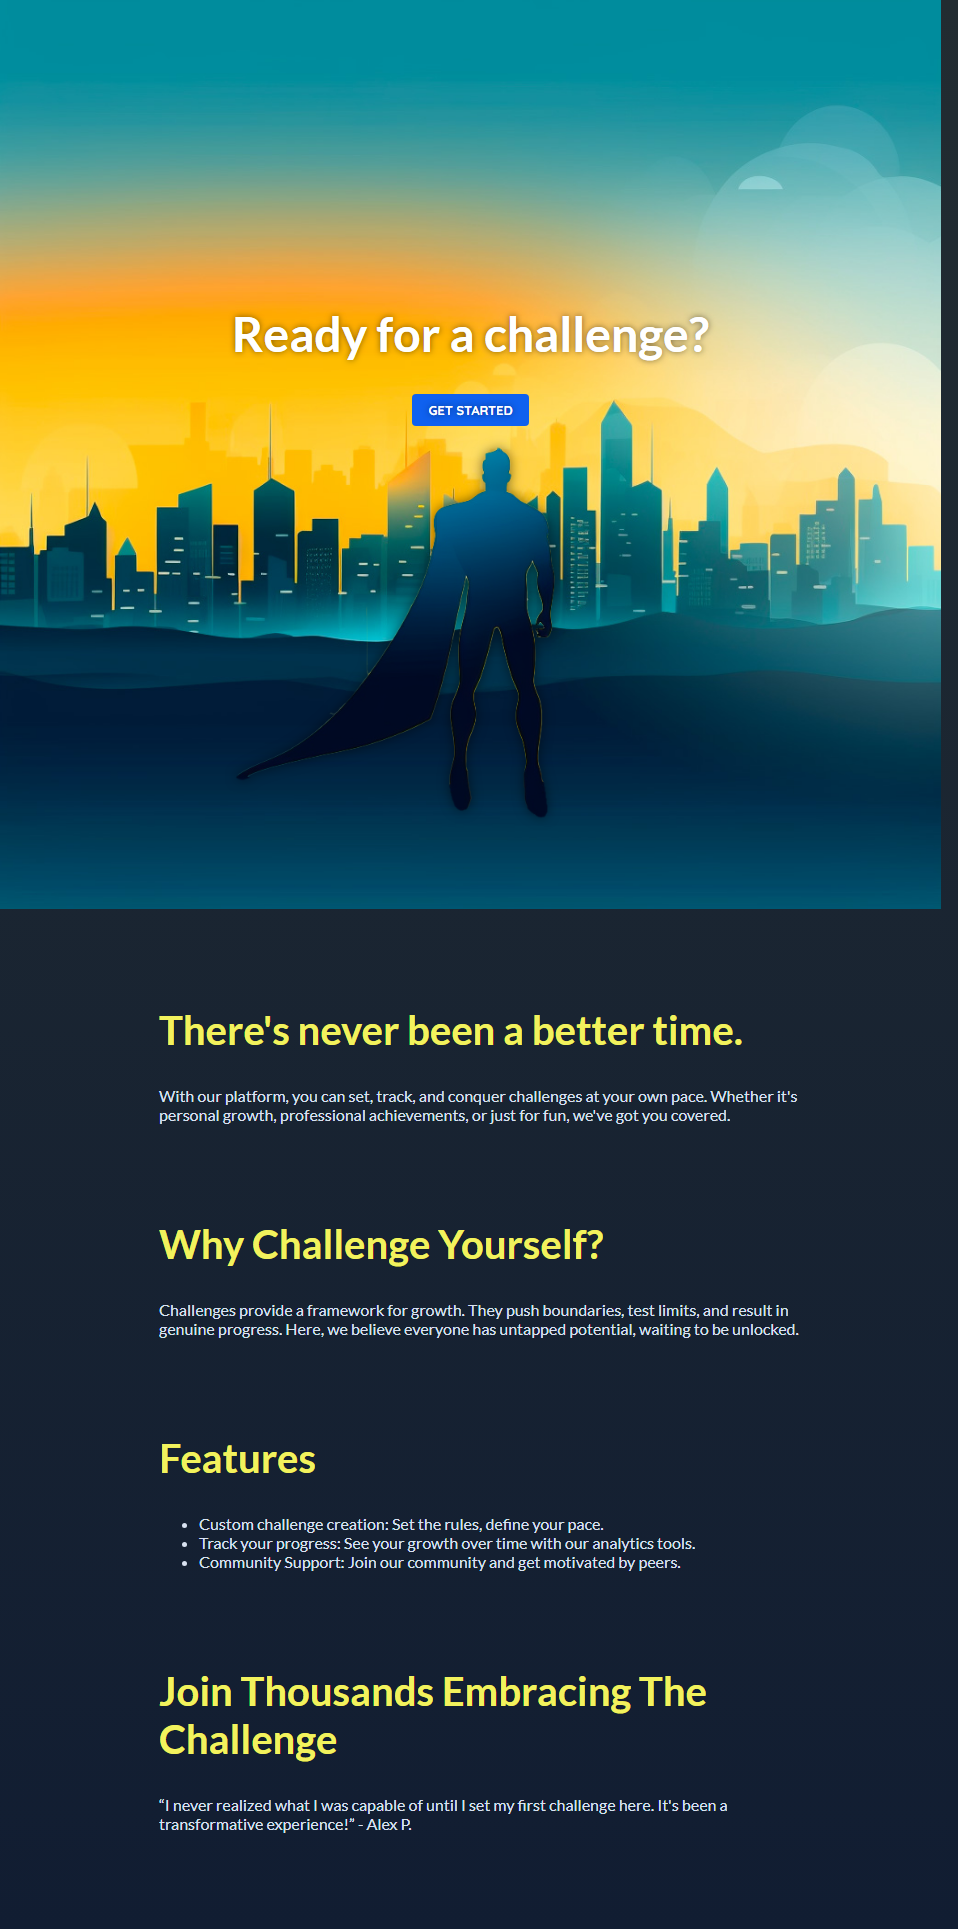 Ready for a challenge?
GET STARTED
There's never been a better time.
With our platform, you can set, track, and conquer challenges at your own pace. Whether it's
personal growth, professional achievements, or just for fun, we've got you covered.
Why Challenge Yourself?
Challenges provide a framework for growth. They push boundaries, test limits, and result in
genuine progress. Here, we believe everyone has untapped potential, waiting to be unlocked.
Features
• Custom challenge creation: Set the rules, define your pace.
• Track your progress: See your growth over time with our analytics tools.
• Community Support: Join our community and get motivated by peers.
Join Thousands Embracing The
Challenge
“I never realized what I was capable of until I set my first challenge here. It's been a
transformative experience!” - Alex P.